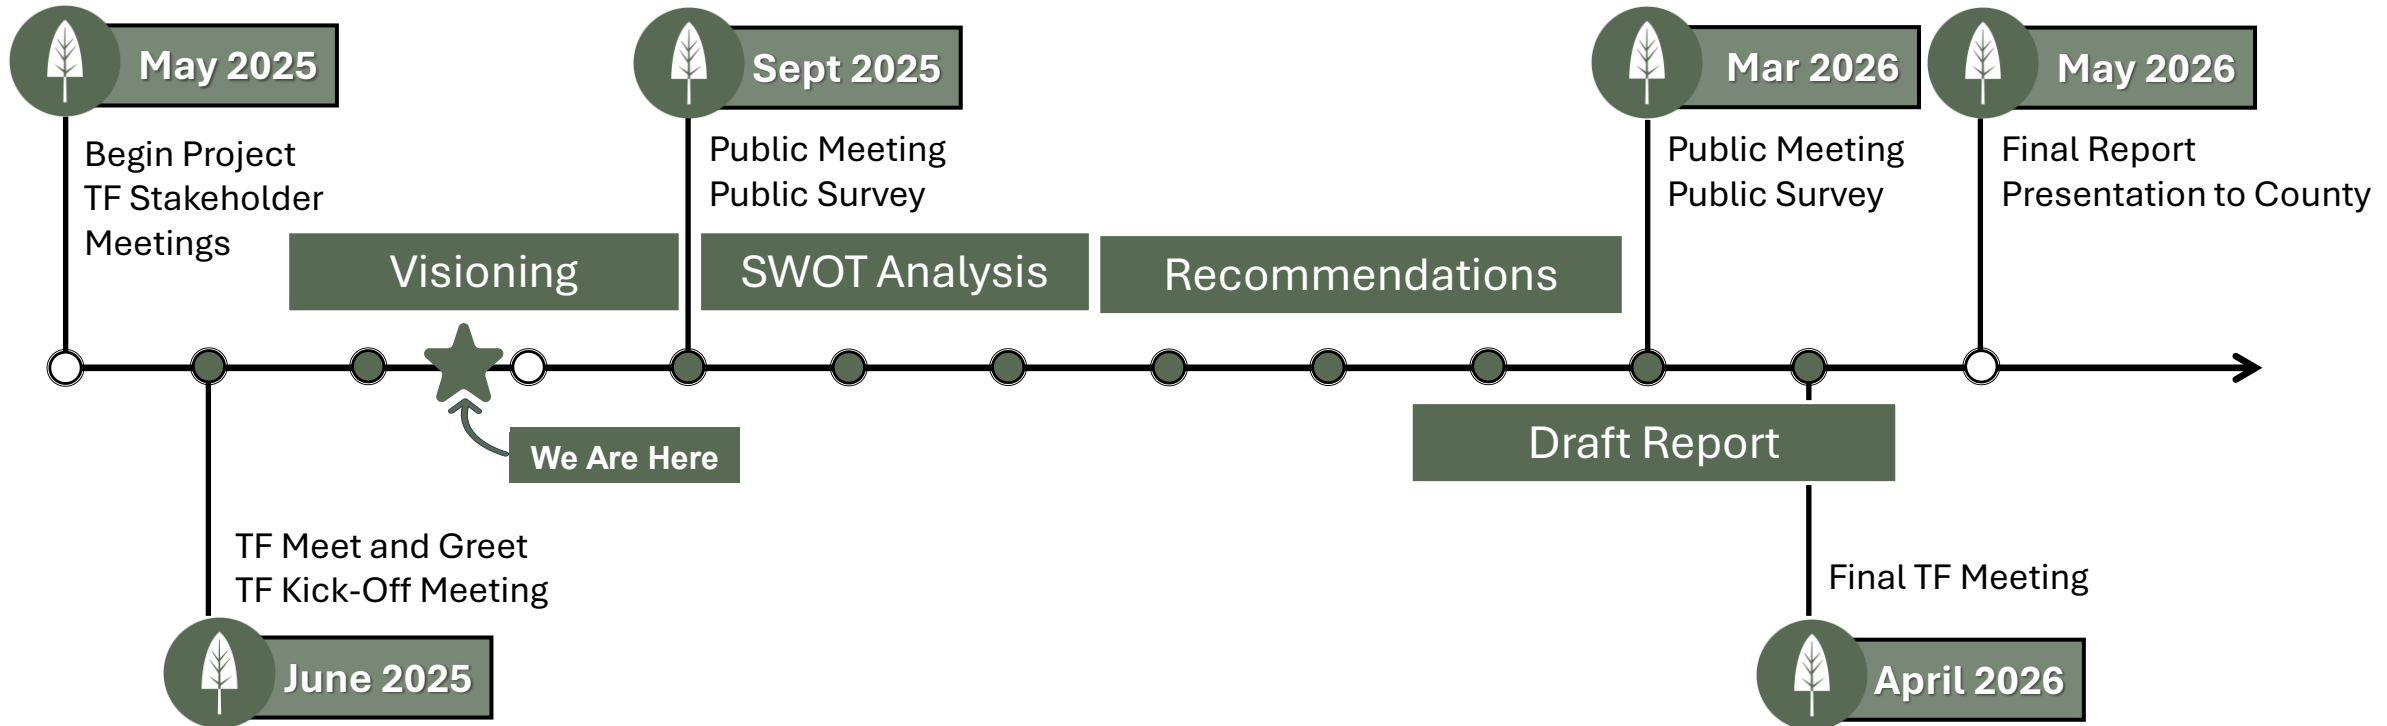 May 2025
Begin Project
TF Stakeholder
Meetings
Sept 2025
Public Meeting
Public Survey
Mar 2026
Public Meeting
Public Survey
May 2026
Final Report
Presentation to County
Visioning
SWOT Analysis
Recommendations
We Are Here
Draft Report
TF Meet and Greet
TF Kick-Off Meeting
June 2025
Final TF Meeting
April 2026